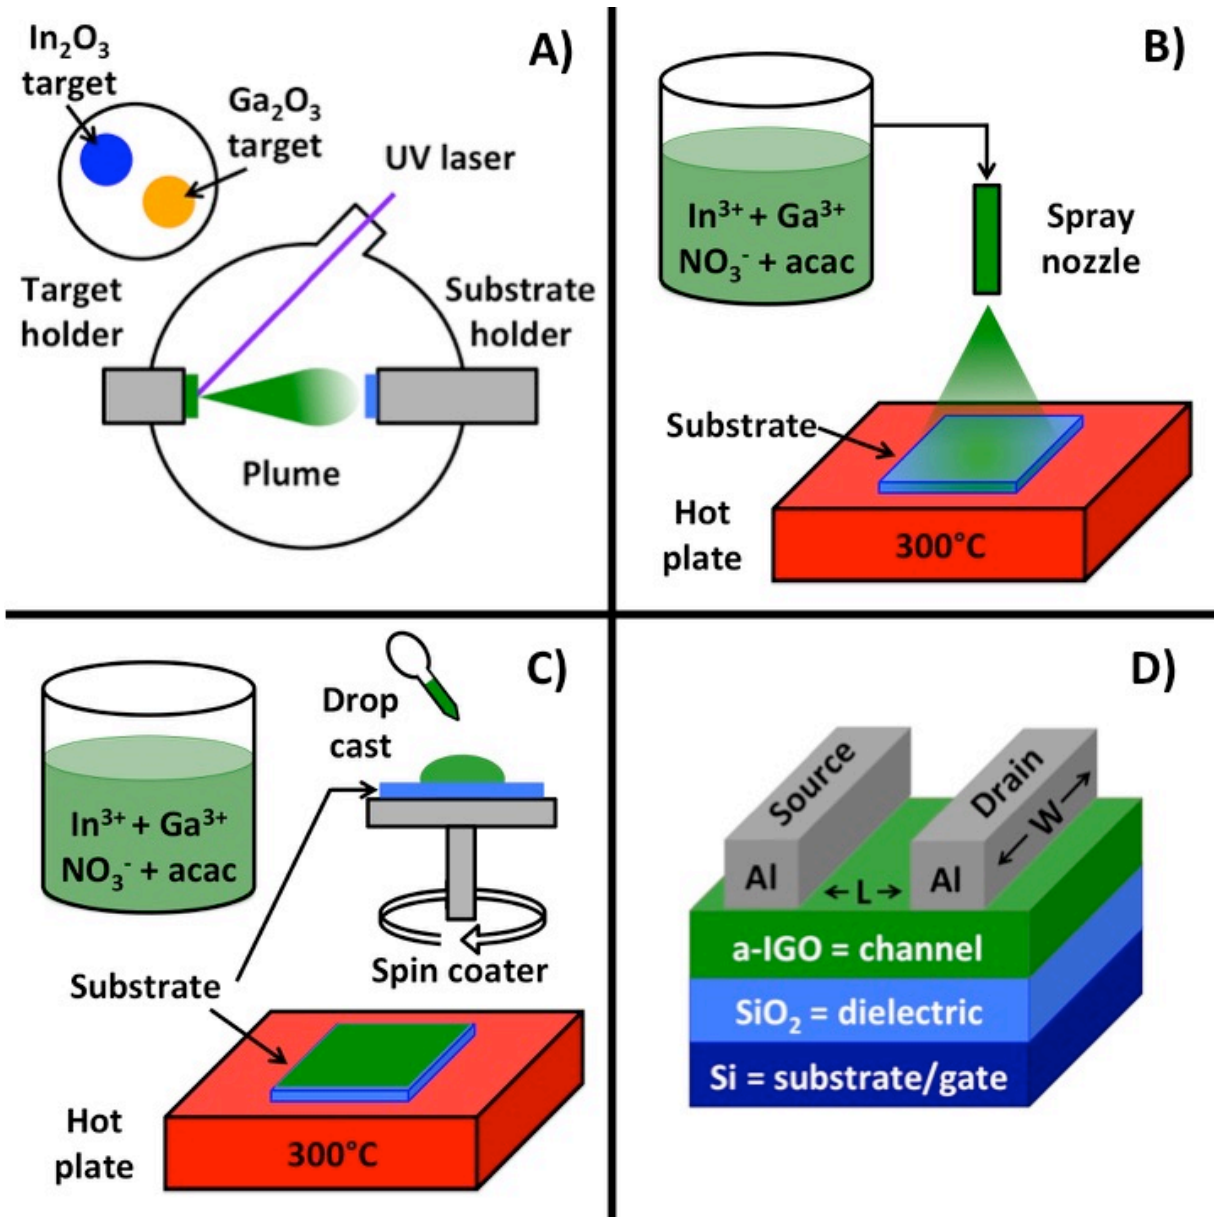 A)
In₂O₃
target
Ga₂O₃
target
UV laser
Target
holder
Substrate
holder
Plume
B)
In³⁺ + Ga³⁺
NO₃⁻ + acac
Spray
nozzle
Substrate
Hot
plate
300°C
C)
Drop
cast
In³⁺ + Ga³⁺
NO₃⁻ + acac
Spin coater
Substrate
Hot
plate
300°C
D)
Source
Drain
W
Al
L
Al
a-IGO = channel
SiO₂ = dielectric
Si = substrate/gate